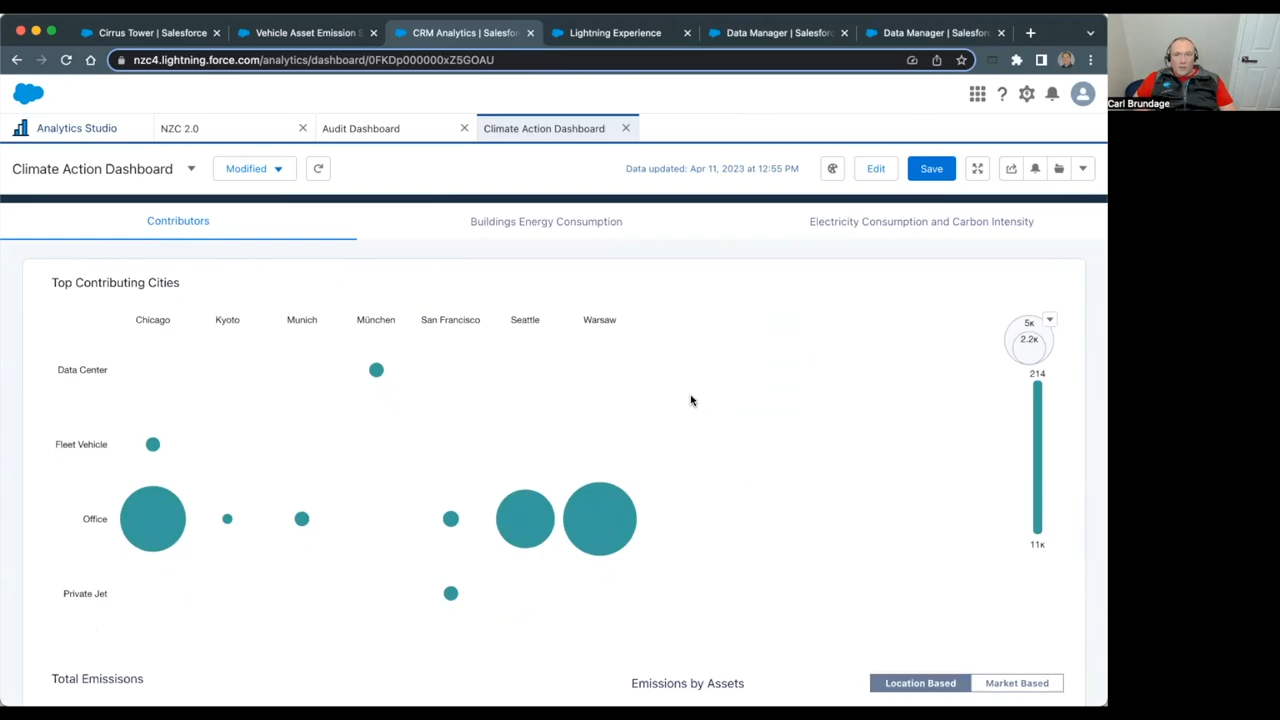 Cirrus Tower | Salesforce
Vehicle Asset Emission S
CRM Analytics | Salesfor
Lightning Experience
Data Manager | Salesforc
Data Manager | Salesforc
nzc4.lightning.force.com/analytics/dashboard/0FKDp000000xZ5GOAU
Carl Brundage
Analytics Studio
NZC 2.0
Audit Dashboard
Climate Action Dashboard
Climate Action Dashboard
Modified
Data updated: Apr 11, 2023 at 12:55 PM
Edit
Save
Contributors
Buildings Energy Consumption
Electricity Consumption and Carbon Intensity
Top Contributing Cities
Chicago
Kyoto
Munich
München
San Francisco
Seattle
Warsaw
5K
2.2K
214
11K
Data Center
Fleet Vehicle
Office
Private Jet
Total Emissisons
Emissions by Assets
Location Based
Market Based